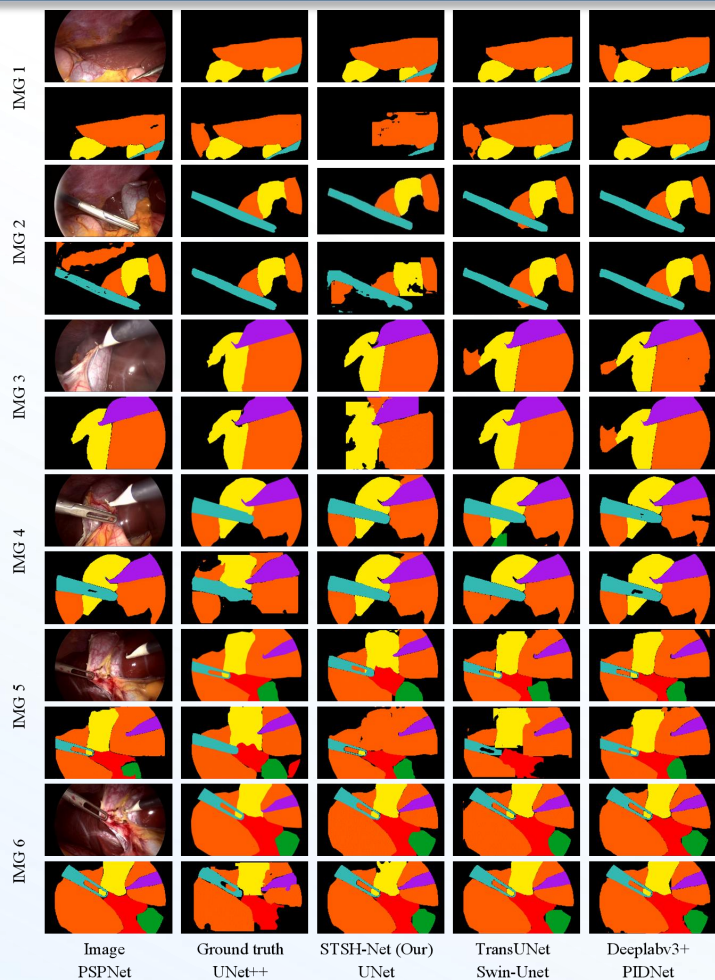 IMG 1
IMG 2
IMG 3
IMG 4
IMG 5
IMG 6
Image Ground truth STSH-Net (Our) TransUNet Deeplabv3+
PSPNet UNet++ UNet Swin-Unet PIDNet